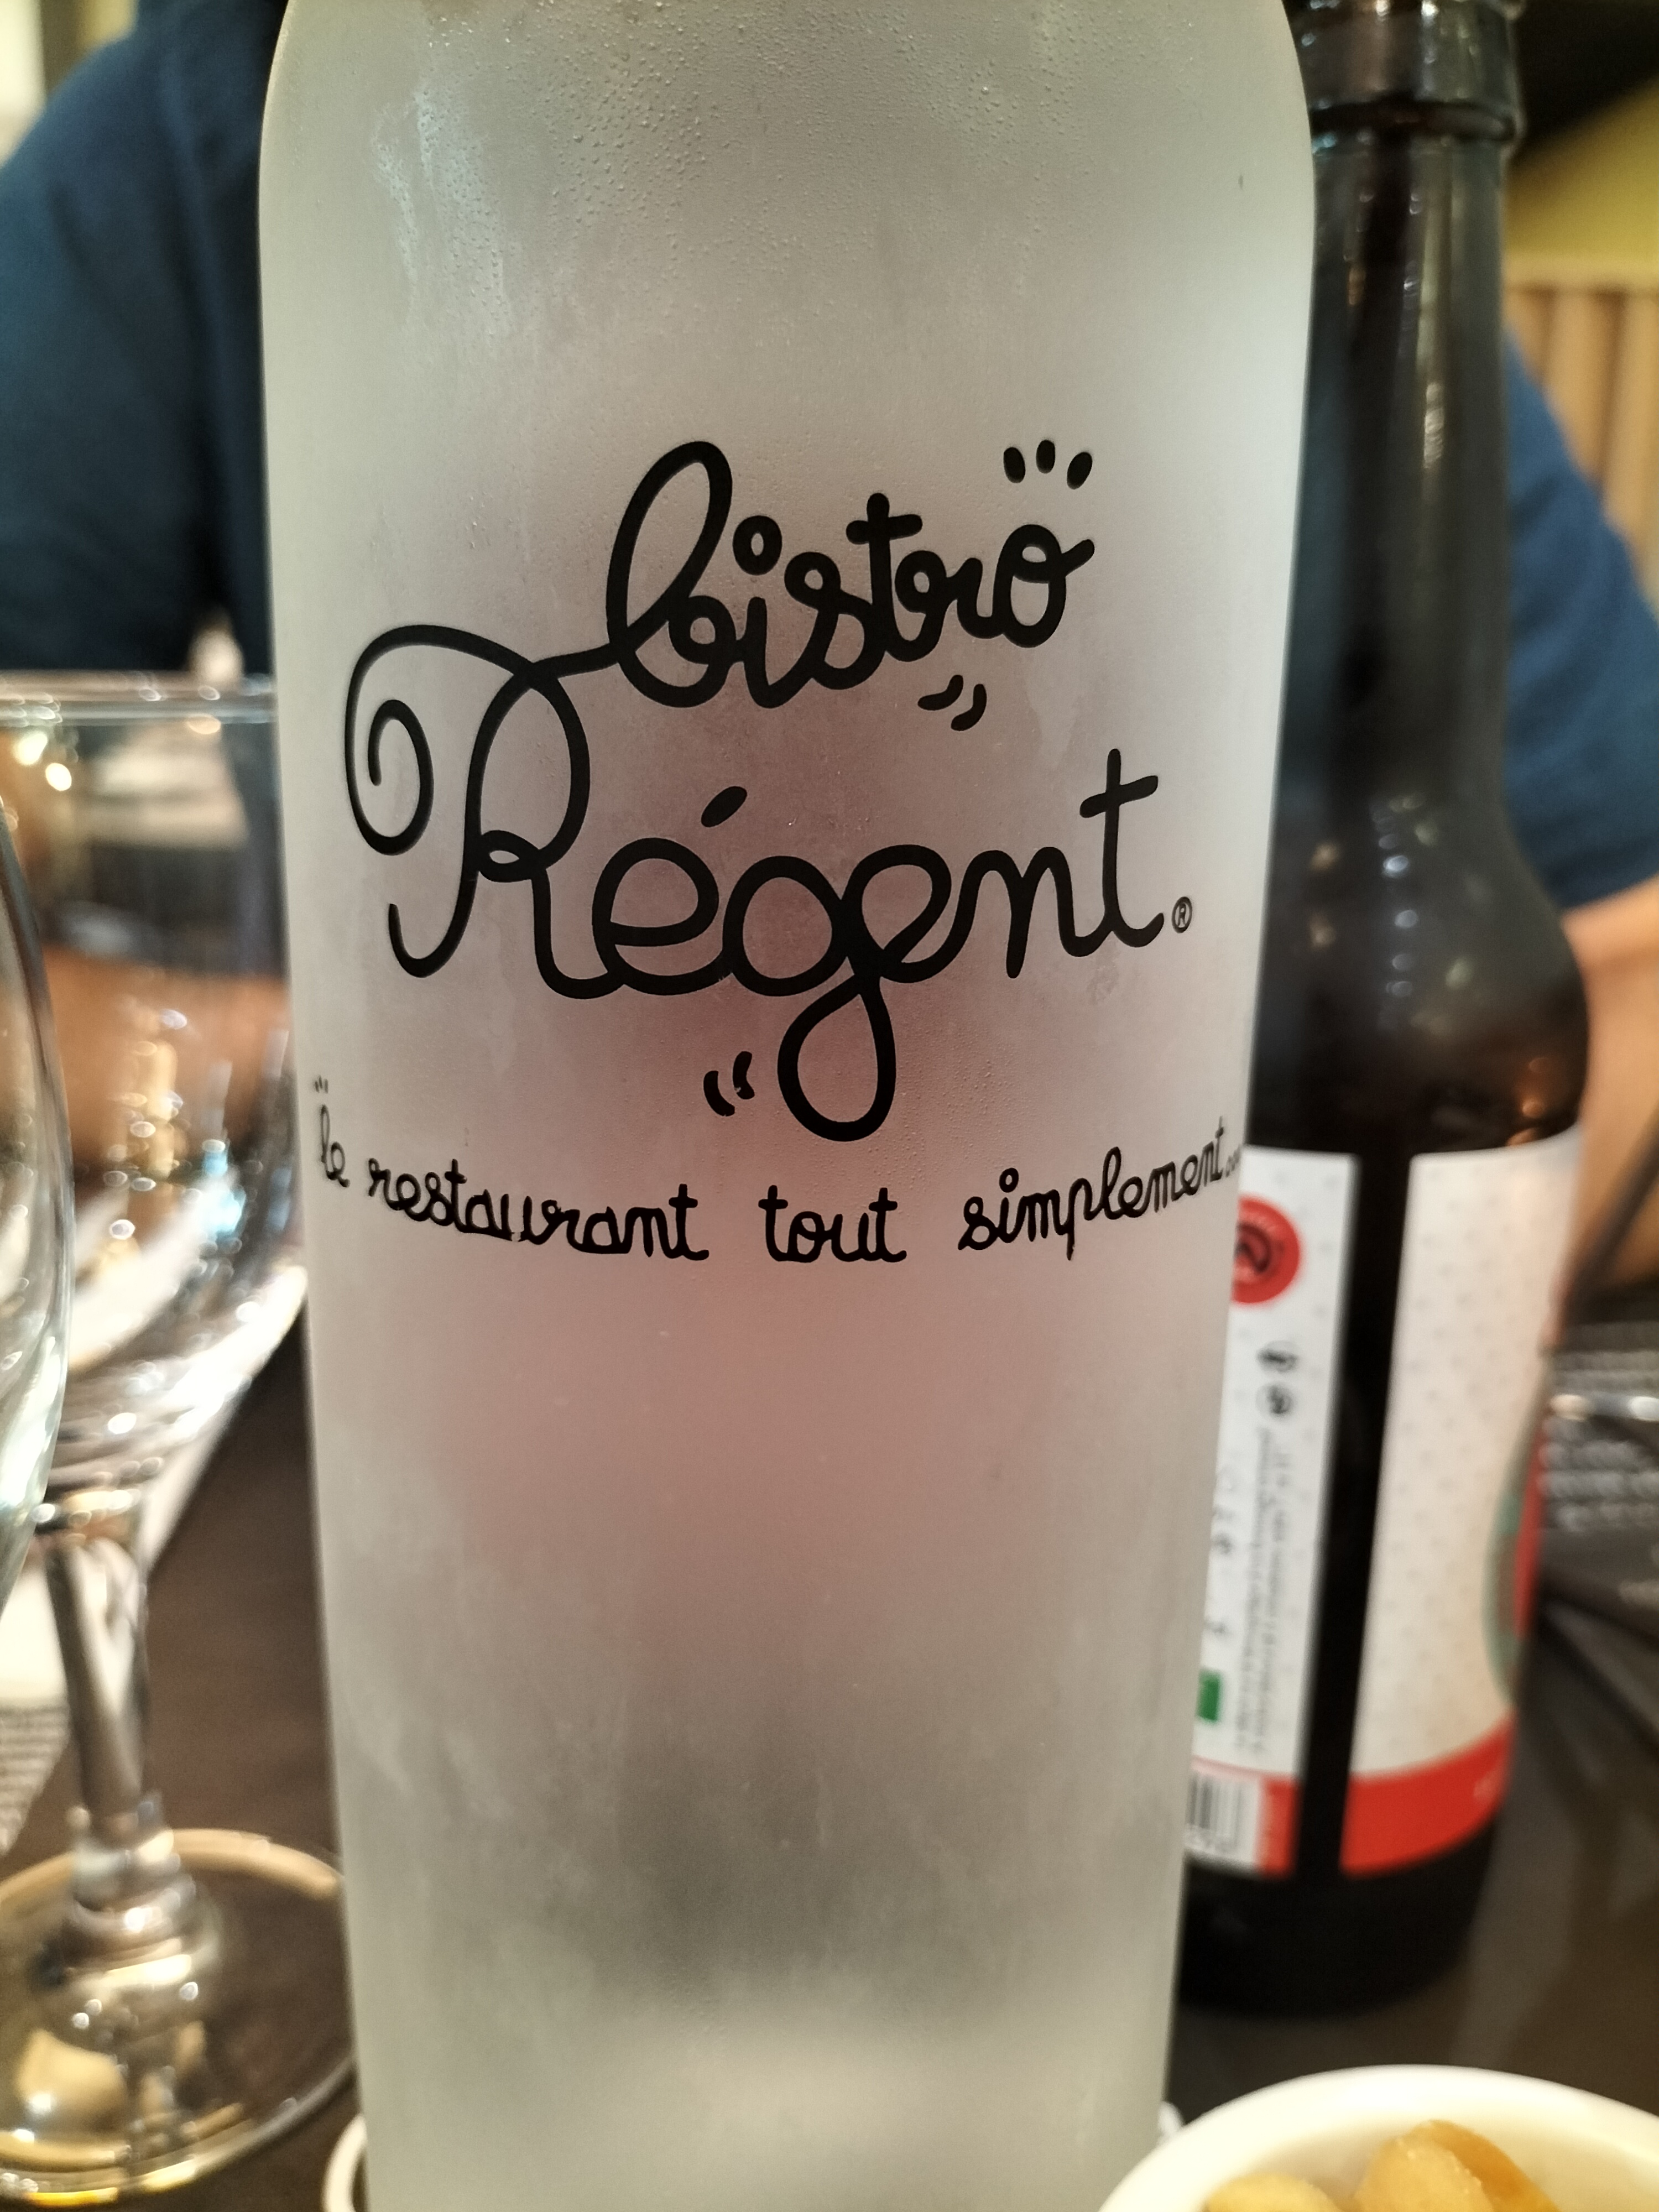 bistro
Régent.®
le restaurant tout simplement...